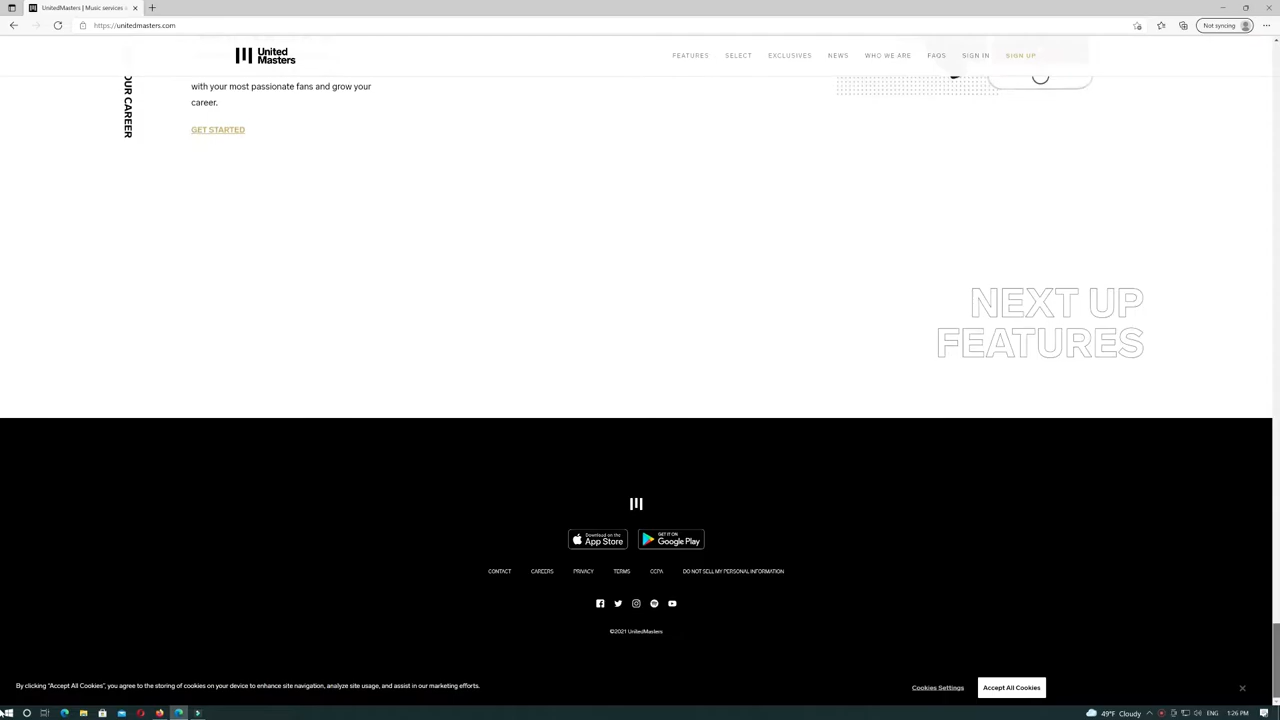 UnitedMasters | Music services a
https://unitedmasters.com
Not syncing
United
Masters
FEATURES
SELECT
EXCLUSIVES
NEWS
WHO WE ARE
FAQS
SIGN IN
SIGN UP
OUR CAREER
with your most passionate fans and grow your
career.
GET STARTED
NEXT UP
FEATURES
Download on the
App Store
GET IT ON
Google Play
CONTACT
CAREERS
PRIVACY
TERMS
CCPA
DO NOT SELL MY PERSONAL INFORMATION
©2021 UnitedMasters
By clicking "Accept All Cookies", you agree to the storing of cookies on your device to enhance site navigation, analyze site usage, and assist in our marketing efforts.
Cookies Settings
Accept All Cookies
49°F Cloudy
ENG
1:26 PM